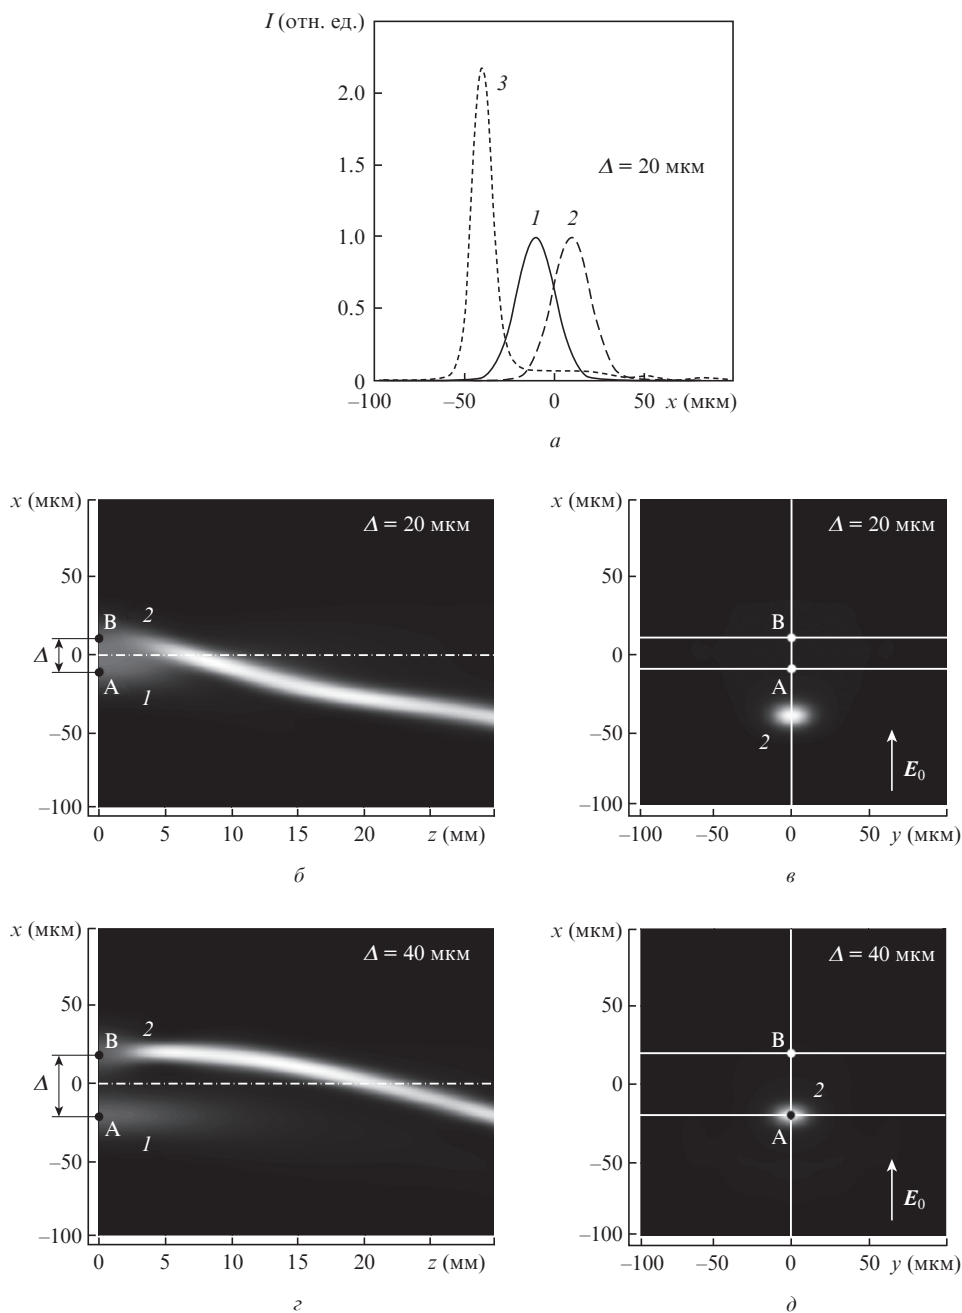 I (отн. ед.)
2.0
1.5
1.0
0.5
0
3
1
2
Δ = 20 мкм
–100
–50
0
50
x (мкм)
а
x (мкм)
50
0
–50
–100
Δ
B
A
2
1
Δ = 20 мкм
0
5
10
15
20
z (мм)
б
x (мкм)
50
0
–50
–100
B
A
2
Δ = 20 мкм
E₀
–100
–50
0
50
y (мкм)
в
x (мкм)
50
0
–50
–100
Δ
B
A
2
1
Δ = 40 мкм
0
5
10
15
20
z (мм)
г
x (мкм)
50
0
–50
–100
B
A
2
Δ = 40 мкм
E₀
–100
–50
0
50
y (мкм)
д